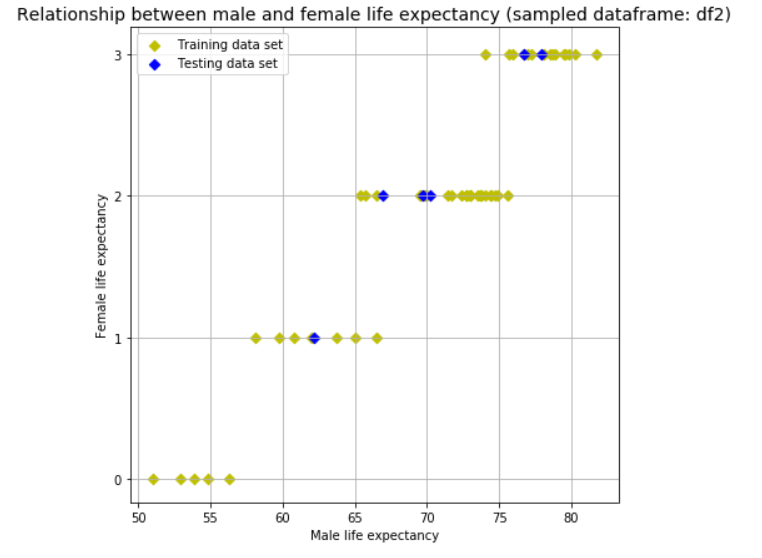 Relationship between male and female life expectancy (sampled dataframe: df2)
Training data set
Testing data set
3
2
1
0
Female life expectancy
50 55 60 65 70 75 80
Male life expectancy